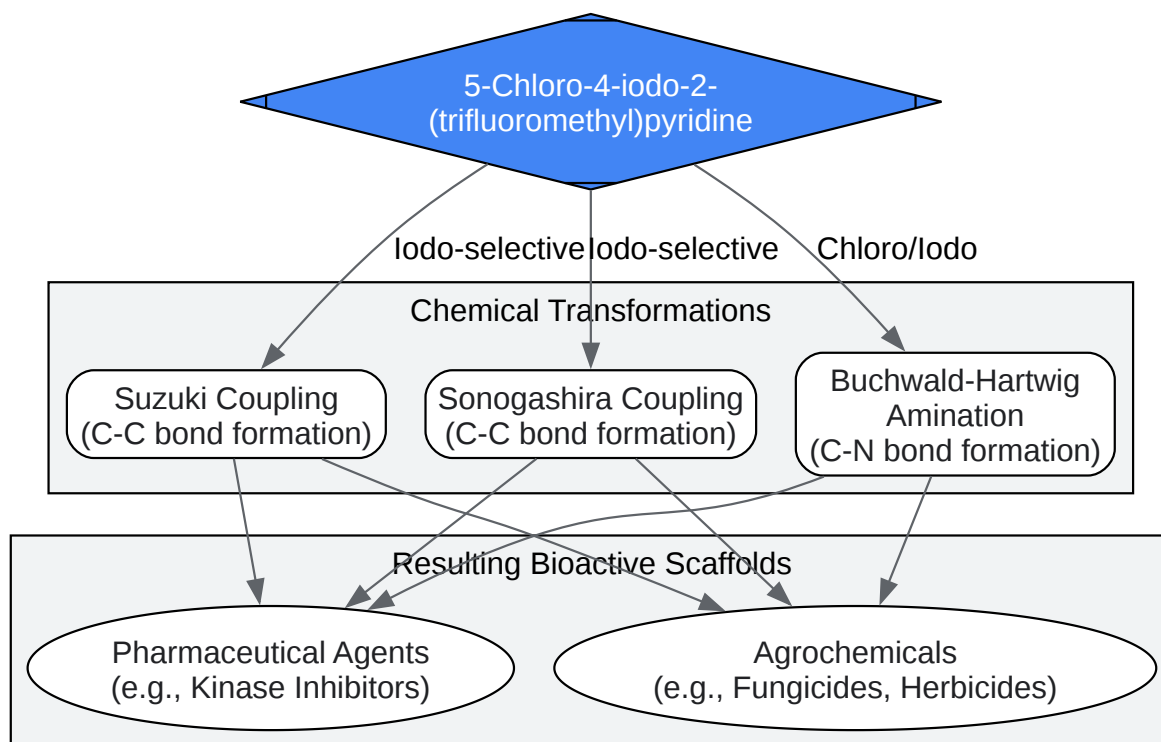 5-Chloro-4-iodo-2-
(trifluoromethyl)pyridine
Iodo-selective
Iodo-selective
Chloro/Iodo
Chemical Transformations
Suzuki Coupling
(C-C bond formation)
Sonogashira Coupling
(C-C bond formation)
Buchwald-Hartwig
Amination
(C-N bond formation)
Resulting Bioactive Scaffolds
Pharmaceutical Agents
(e.g., Kinase Inhibitors)
Agrochemicals
(e.g., Fungicides, Herbicides)